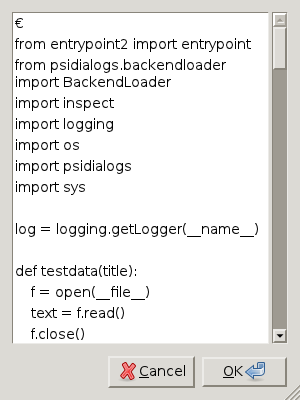 €
from entrypoint2 import entrypoint
from psidialogs.backendloader
import BackendLoader
import inspect
import logging
import os
import psidialogs
import sys
log = logging.getLogger(__name__)
def testdata(title):
    f = open(__file__)
    text = f.read()
    f.close()
Cancel
OK